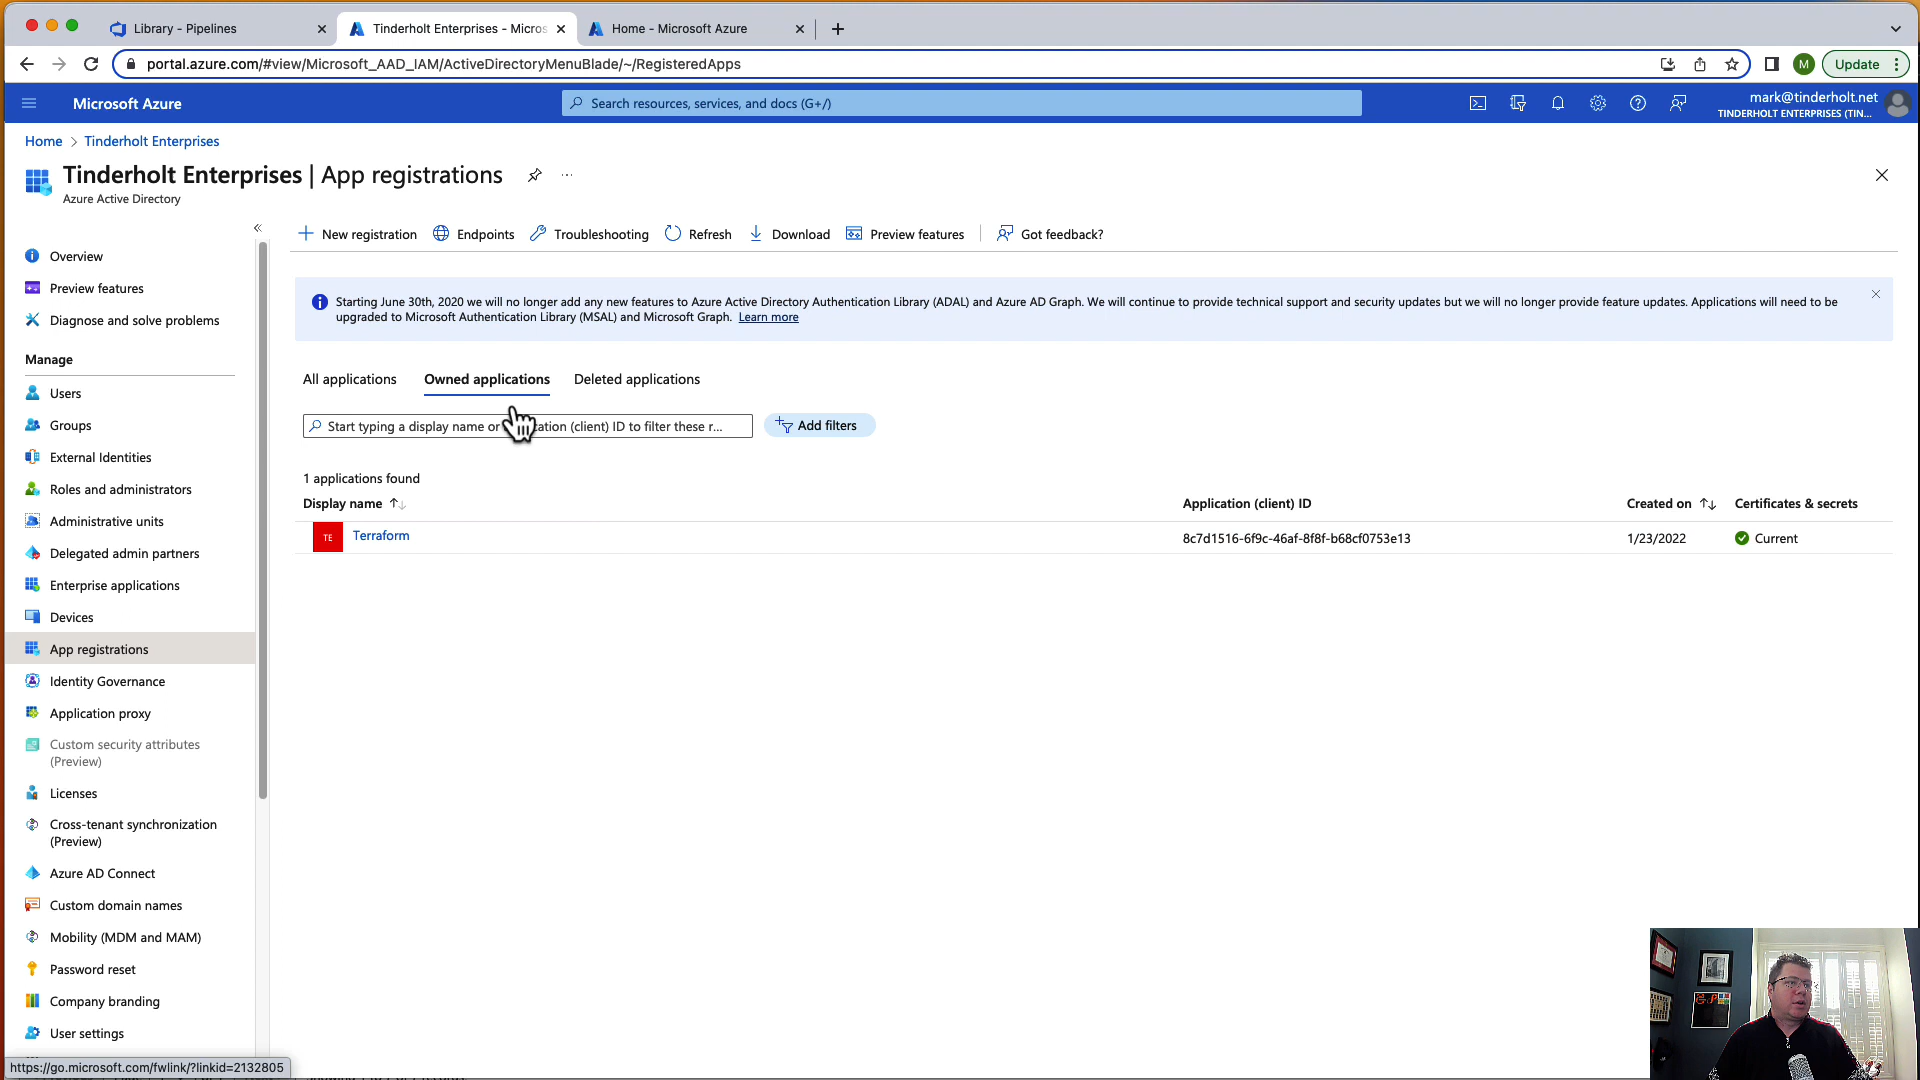 Library - Pipelines
Tinderholt Enterprises - Micros
Home - Microsoft Azure
portal.azure.com/#view/Microsoft_AAD_IAM/ActiveDirectoryMenuBlade/~/RegisteredApps
M
Update
Microsoft Azure
Search resources, services, and docs (G+/)
mark@tinderholt.net
TINDERHOLT ENTERPRISES (TIN...
Home > Tinderholt Enterprises
Tinderholt Enterprises | App registrations
Azure Active Directory
New registration
Endpoints
Troubleshooting
Refresh
Download
Preview features
Got feedback?
Starting June 30th, 2020 we will no longer add any new features to Azure Active Directory Authentication Library (ADAL) and Azure AD Graph. We will continue to provide technical support and security updates but we will no longer provide feature updates. Applications will need to be
upgraded to Microsoft Authentication Library (MSAL) and Microsoft Graph. Learn more
All applications
Owned applications
Deleted applications
Start typing a display name or cation (client) ID to filter these r...
Add filters
1 applications found
Display name
Application (client) ID
Created on
Certificates & secrets
TE
Terraform
8c7d1516-6f9c-46af-8f8f-b68cf0753e13
1/23/2022
Current
Overview
Preview features
Diagnose and solve problems
Manage
Users
Groups
External Identities
Roles and administrators
Administrative units
Delegated admin partners
Enterprise applications
Devices
App registrations
Identity Governance
Application proxy
Custom security attributes
(Preview)
Licenses
Cross-tenant synchronization
(Preview)
Azure AD Connect
Custom domain names
Mobility (MDM and MAM)
Password reset
Company branding
User settings
https://go.microsoft.com/fwlink/?linkid=2132805